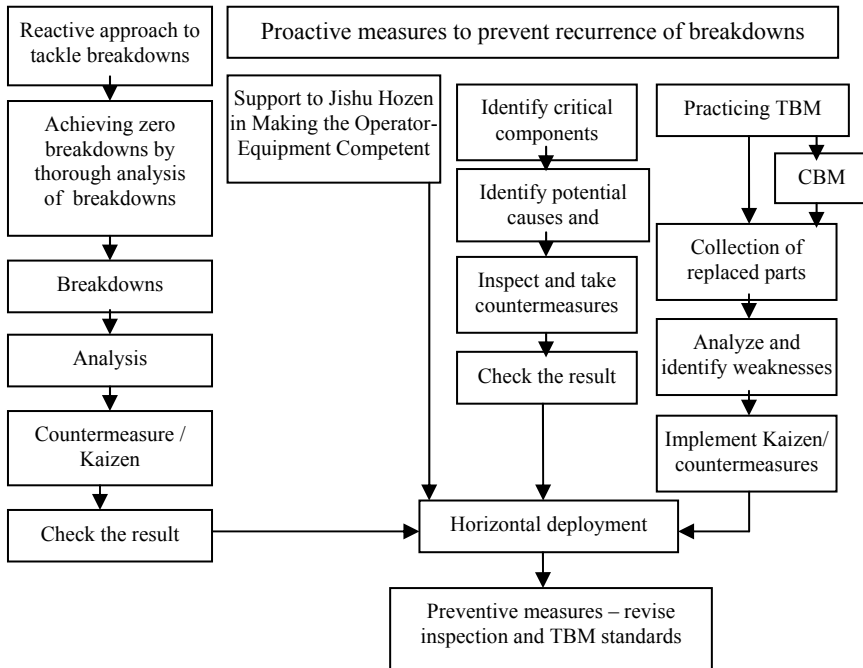 Reactive approach to
tackle breakdowns
Proactive measures to prevent recurrence of breakdowns
Achieving zero
breakdowns by
thorough analysis
of breakdowns
Breakdowns
Analysis
Countermeasure /
Kaizen
Check the result
Support to Jishu Hozen
in Making the Operator-
Equipment Competent
Identify critical
components
Identify potential
causes and
Inspect and take
countermeasures
Check the result
Practicing TBM
CBM
Collection of
replaced parts
Analyze and
identify weaknesses
Implement Kaizen/
countermeasures
Horizontal deployment
Preventive measures – revise
inspection and TBM standards